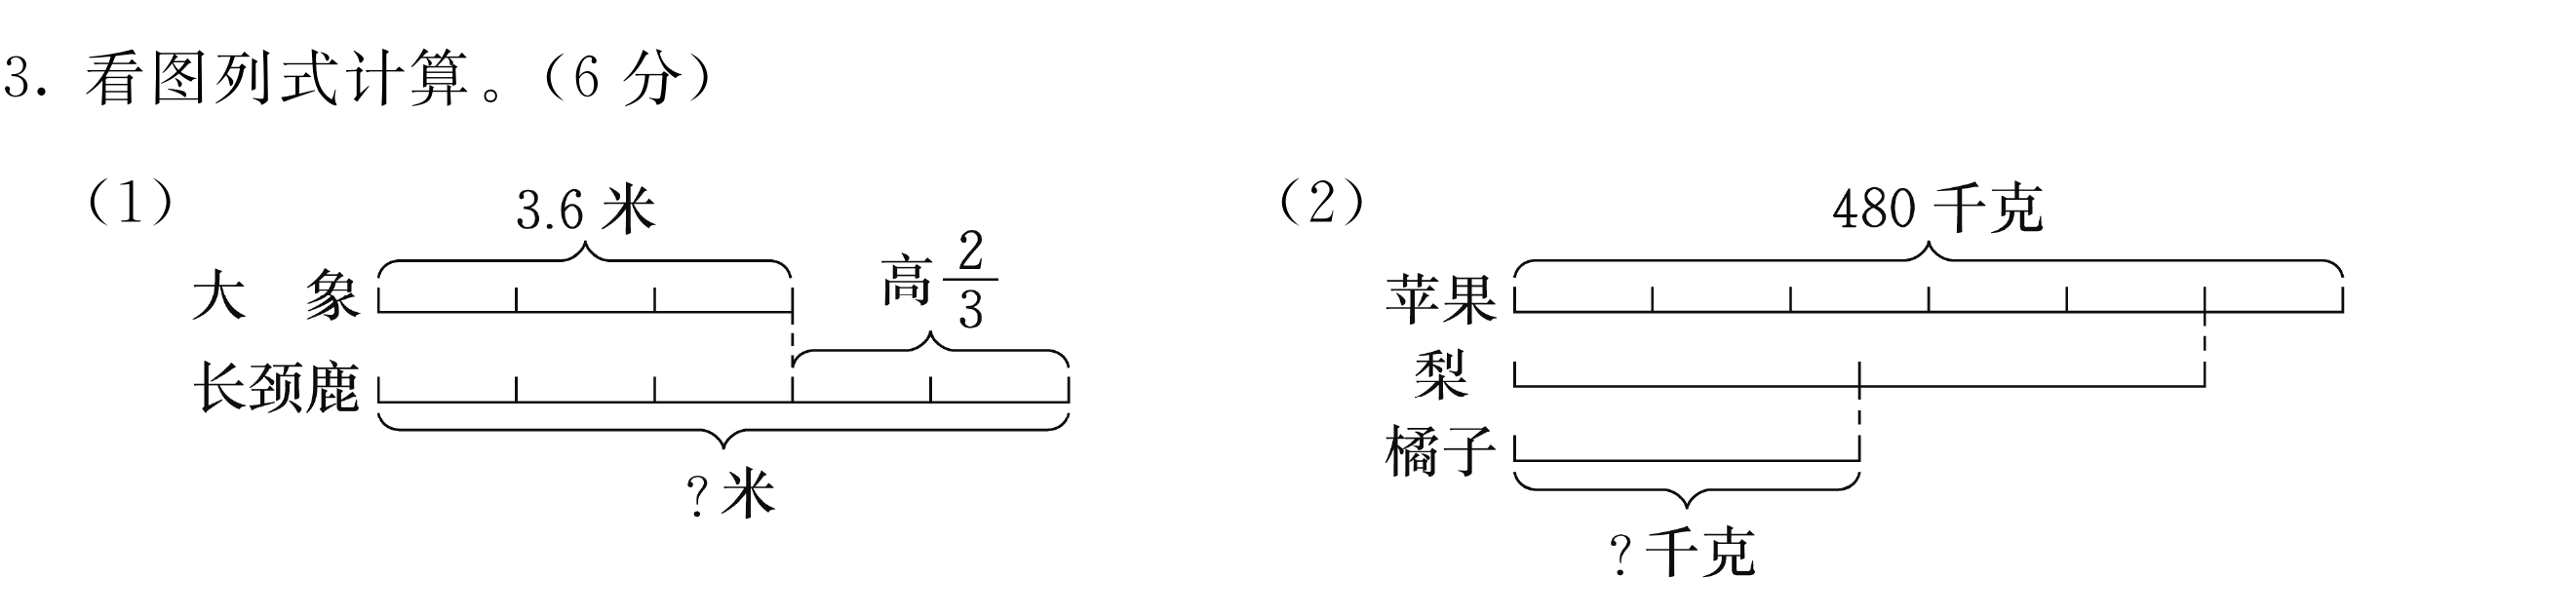 3. 看图列式计算。(6 分)
(1)
3.6 米
高 2/3
大 象
长颈鹿
? 米
(2)
480 千克
苹果
梨
橘子
? 千克